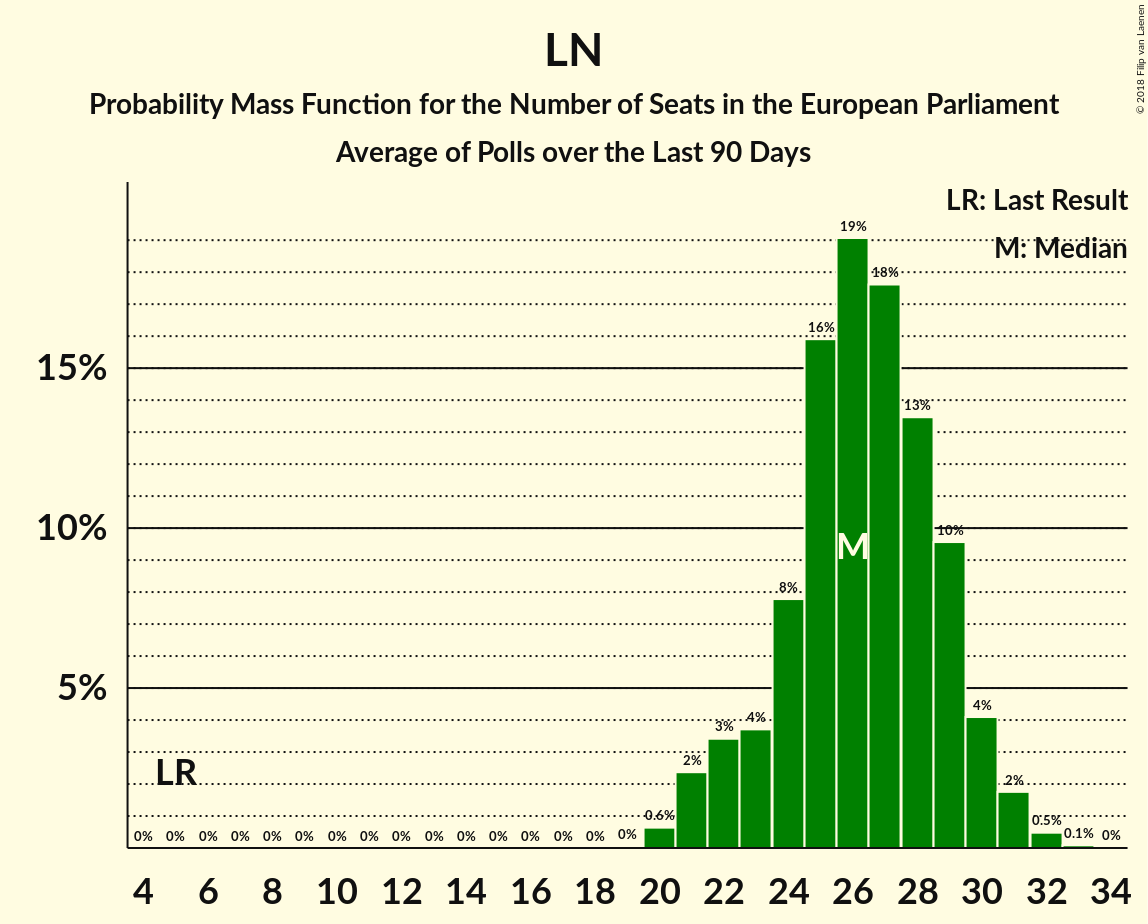 LN
Probability Mass Function for the Number of Seats in the European Parliament
Average of Polls over the Last 90 Days
© 2018 Filip van Laenen
LR: Last Result
M: Median
15%
10%
5%
LR
M
0% 0% 0% 0% 0% 0% 0% 0% 0% 0% 0% 0% 0% 0% 0% 0% 0.6% 2% 3% 4% 8% 16% 19% 18% 13% 10% 4% 2% 0.5% 0.1% 0%
4 6 8 10 12 14 16 18 20 22 24 26 28 30 32 34